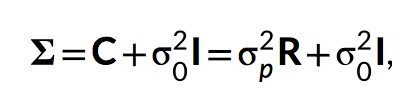 Σ = C + σ₀²I = σₚ²R + σ₀²I,